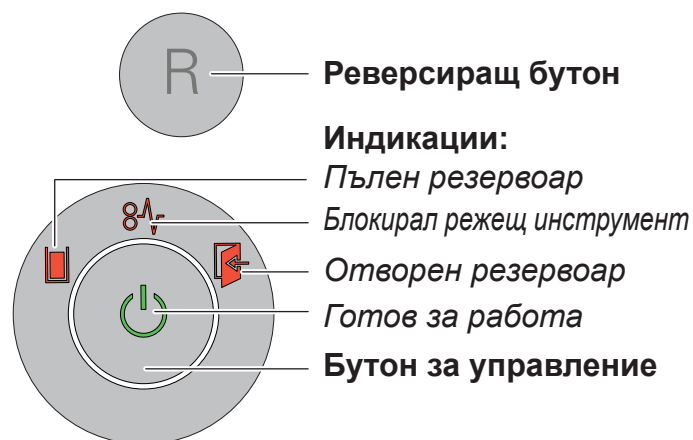 R
Реверсиращ бутон
Индикации:
Пълен резервоар
Блокирал режещ инструмент
Отворен резервоар
Готов за работа
Бутон за управление